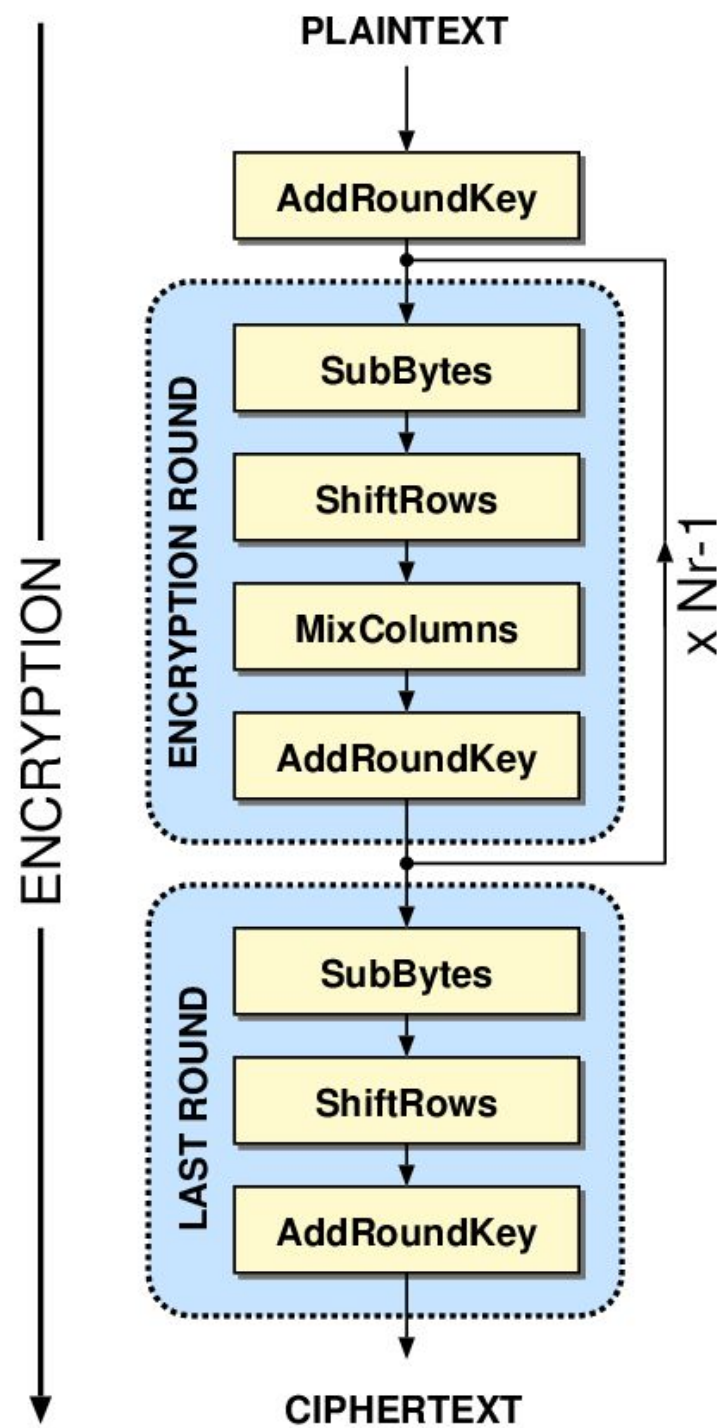 PLAINTEXT
AddRoundKey
ENCRYPTION ROUND
SubBytes
ShiftRows
MixColumns
AddRoundKey
x Nr-1
ENCRYPTION
LAST ROUND
SubBytes
ShiftRows
AddRoundKey
CIPHERTEXT